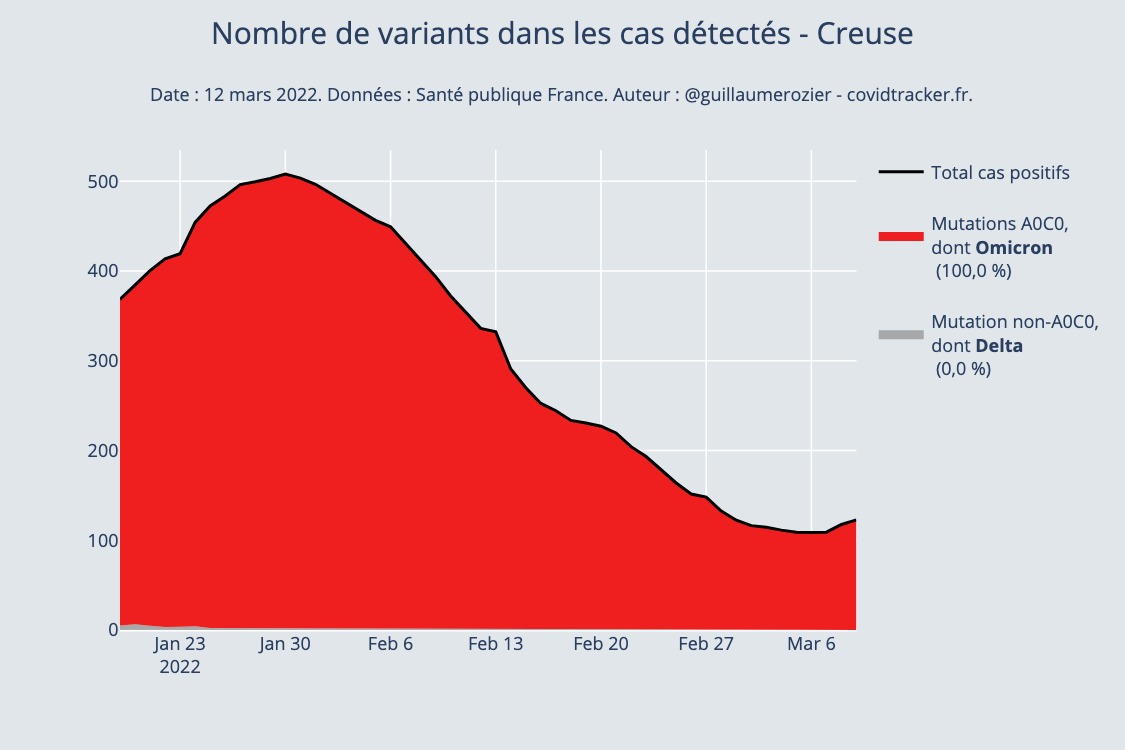 Nombre de variants dans les cas détectés - Creuse
Date : 12 mars 2022. Données : Santé publique France. Auteur : @guillaumerozier - covidtracker.fr.
500
400
300
200
100
0
Jan 23
2022
Jan 30
Feb 6
Feb 13
Feb 20
Feb 27
Mar 6
Total cas positifs
Mutations A0C0,
dont Omicron
(100,0 %)
Mutation non-A0C0,
dont Delta
(0,0 %)